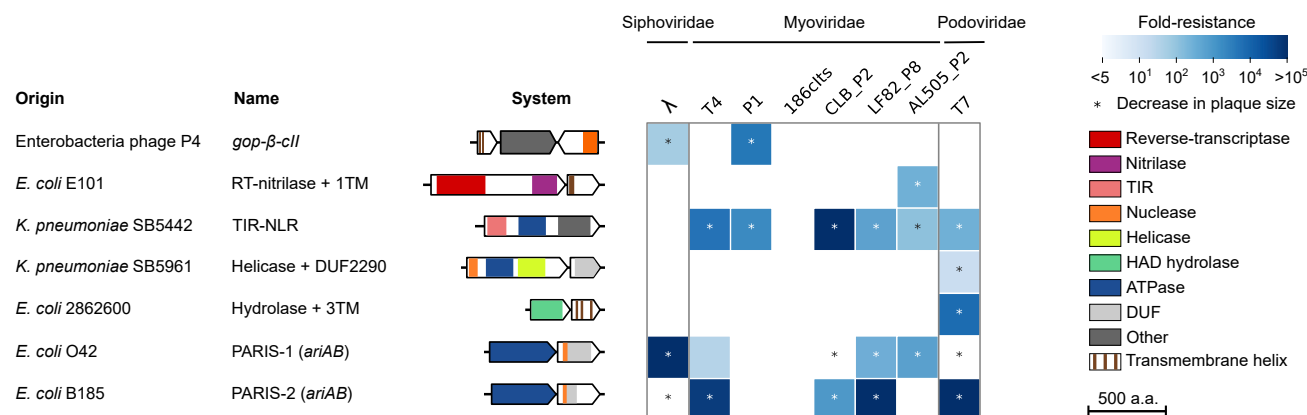 Siphoviridae Myoviridae Podoviridae Fold-resistance
<5 10¹ 10² 10³ 10⁴ >10⁵
Origin Name System λ T4 P1 186clts CLB_P2 LF82_P8 AL505_P2 T7 * Decrease in plaque size
Enterobacteria phage P4 gop-β-cII * * Reverse-transcriptase
Nitrilase
E. coli E101 RT-nitrilase + 1TM * TIR
Nuclease
K. pneumoniae SB5442 TIR-NLR * * * * * * Helicase
K. pneumoniae SB5961 Helicase + DUF2290 * HAD hydrolase
ATPase
E. coli 2862600 Hydrolase + 3TM * DUF
Other
E. coli O42 PARIS-1 (ariAB) * * * * * Transmembrane helix
E. coli B185 PARIS-2 (ariAB) * * * * * 500 a.a.